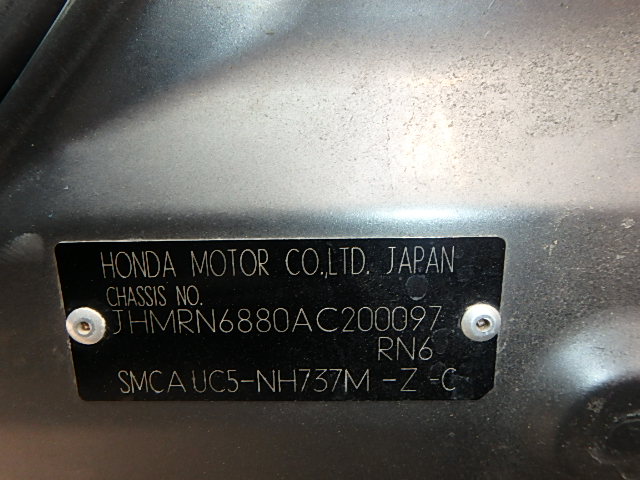 HONDA MOTOR CO.,LTD. JAPAN
CHASSIS NO.
JHMRN6880AC200097
RN6
SMCA UC5-NH737M -Z -C